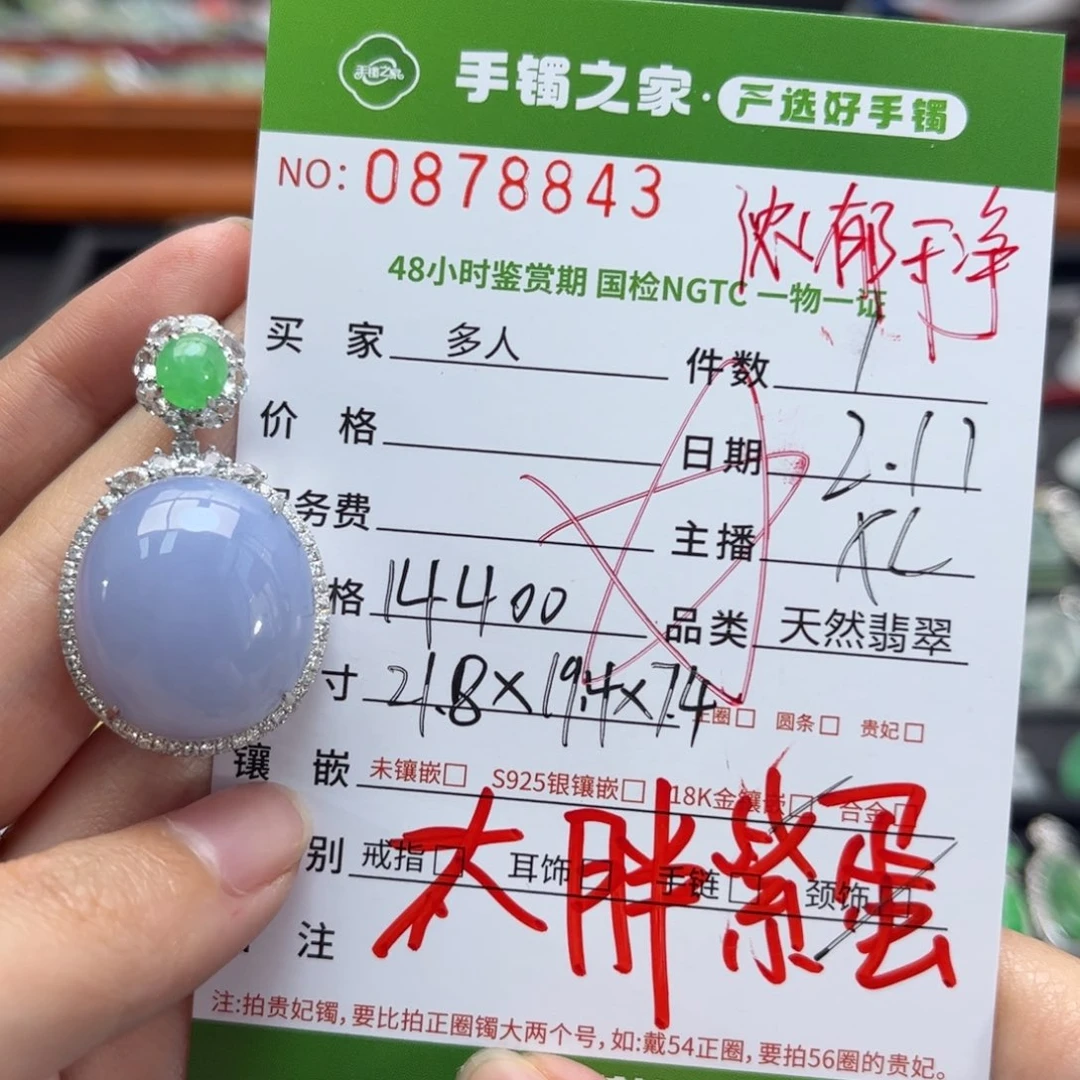 手镯之家
手镯之家·严选好手镯
NO: 0878843
浓郁干净
48小时鉴赏期 国检NGTC 一物一证
买 家 多人 件数 1
价 格 日期 2.11
务费 主播 XL
格 14400 品类 天然翡翠
寸 21.8×19.4×7.4 正圈□ 圆条□ 贵妃□
镶 嵌 未镶嵌□ S925银镶嵌□ 18K金镶嵌□ 合金□
别 戒指□ 耳饰□ 手链□ 颈饰□
大胖紫蛋
注
注:拍贵妃镯,要比拍正圈镯大两个号,如:戴54正圈,要拍56圈的贵妃。